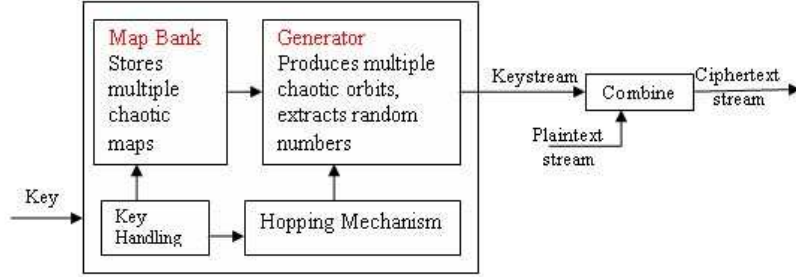 Map Bank
Stores
multiple
chaotic
maps
Generator
Produces multiple
chaotic orbits,
extracts random
numbers
Keystream
Combine
Ciphertext
stream
Plaintext
stream
Key
Key
Handling
Hopping Mechanism